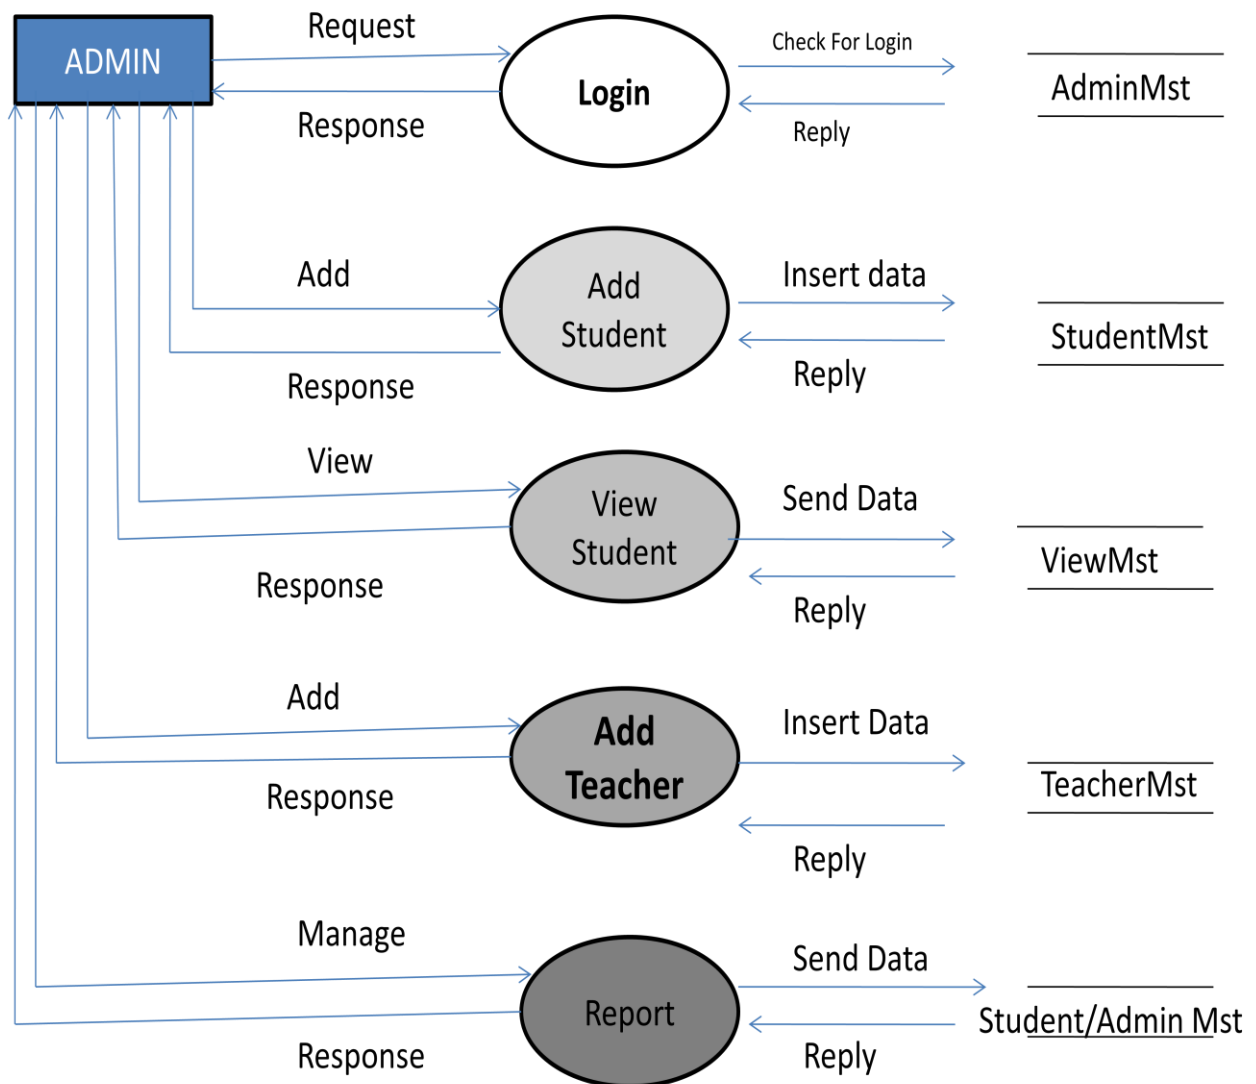 Request
ADMIN
Check For Login
Login
AdminMst
Response
Reply
Add
Insert data
Add
Student
StudentMst
Response
Reply
View
Send Data
View
Student
ViewMst
Response
Reply
Add
Insert Data
Add
Teacher
TeacherMst
Response
Reply
Manage
Send Data
Report
Student/Admin Mst
Response
Reply